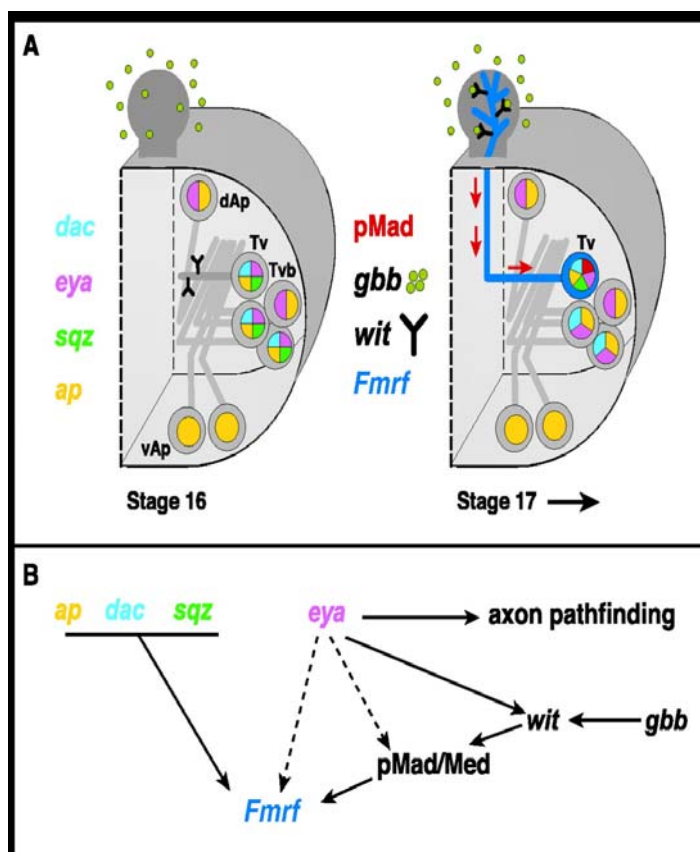 A
dac
eya
sqz
ap
dAp
Tv
Tvb
vAp
Stage 16
pMad
gbb
wit
Fmrf
Tv
Stage 17
B
ap dac sqz
eya
axon pathfinding
wit
gbb
pMad/Med
Fmrf